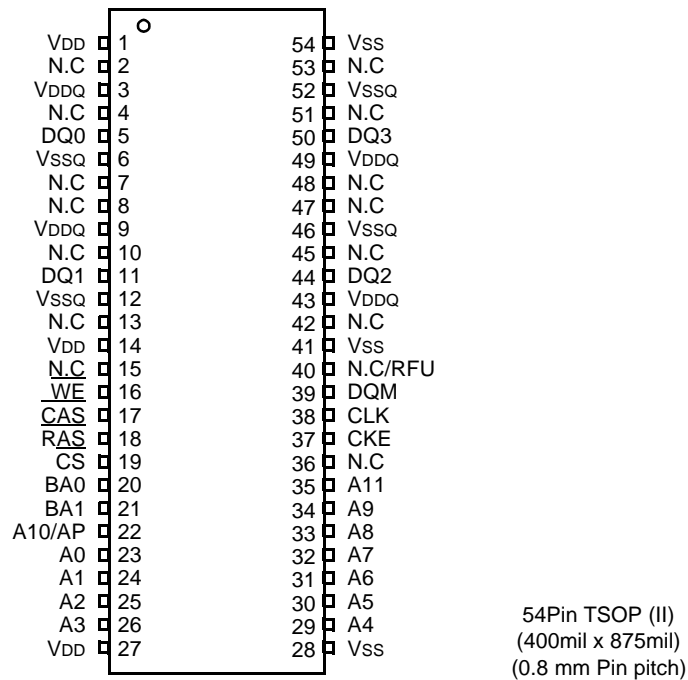 VDD 1 54 VSS
N.C 2 53 N.C
VDDQ 3 52 VSSQ
N.C 4 51 N.C
DQ0 5 50 DQ3
VSSQ 6 49 VDDQ
N.C 7 48 N.C
N.C 8 47 N.C
VDDQ 9 46 VSSQ
N.C 10 45 N.C
DQ1 11 44 DQ2
VSSQ 12 43 VDDQ
N.C 13 42 N.C
VDD 14 41 VSS
N.C 15 40 N.C/RFU
WE 16 39 DQM
CAS 17 38 CLK
RAS 18 37 CKE
CS 19 36 N.C
BA0 20 35 A11
BA1 21 34 A9
A10/AP 22 33 A8
A0 23 32 A7
A1 24 31 A6
A2 25 30 A5
A3 26 29 A4
VDD 27 28 VSS
54Pin TSOP (II)
(400mil x 875mil)
(0.8 mm Pin pitch)